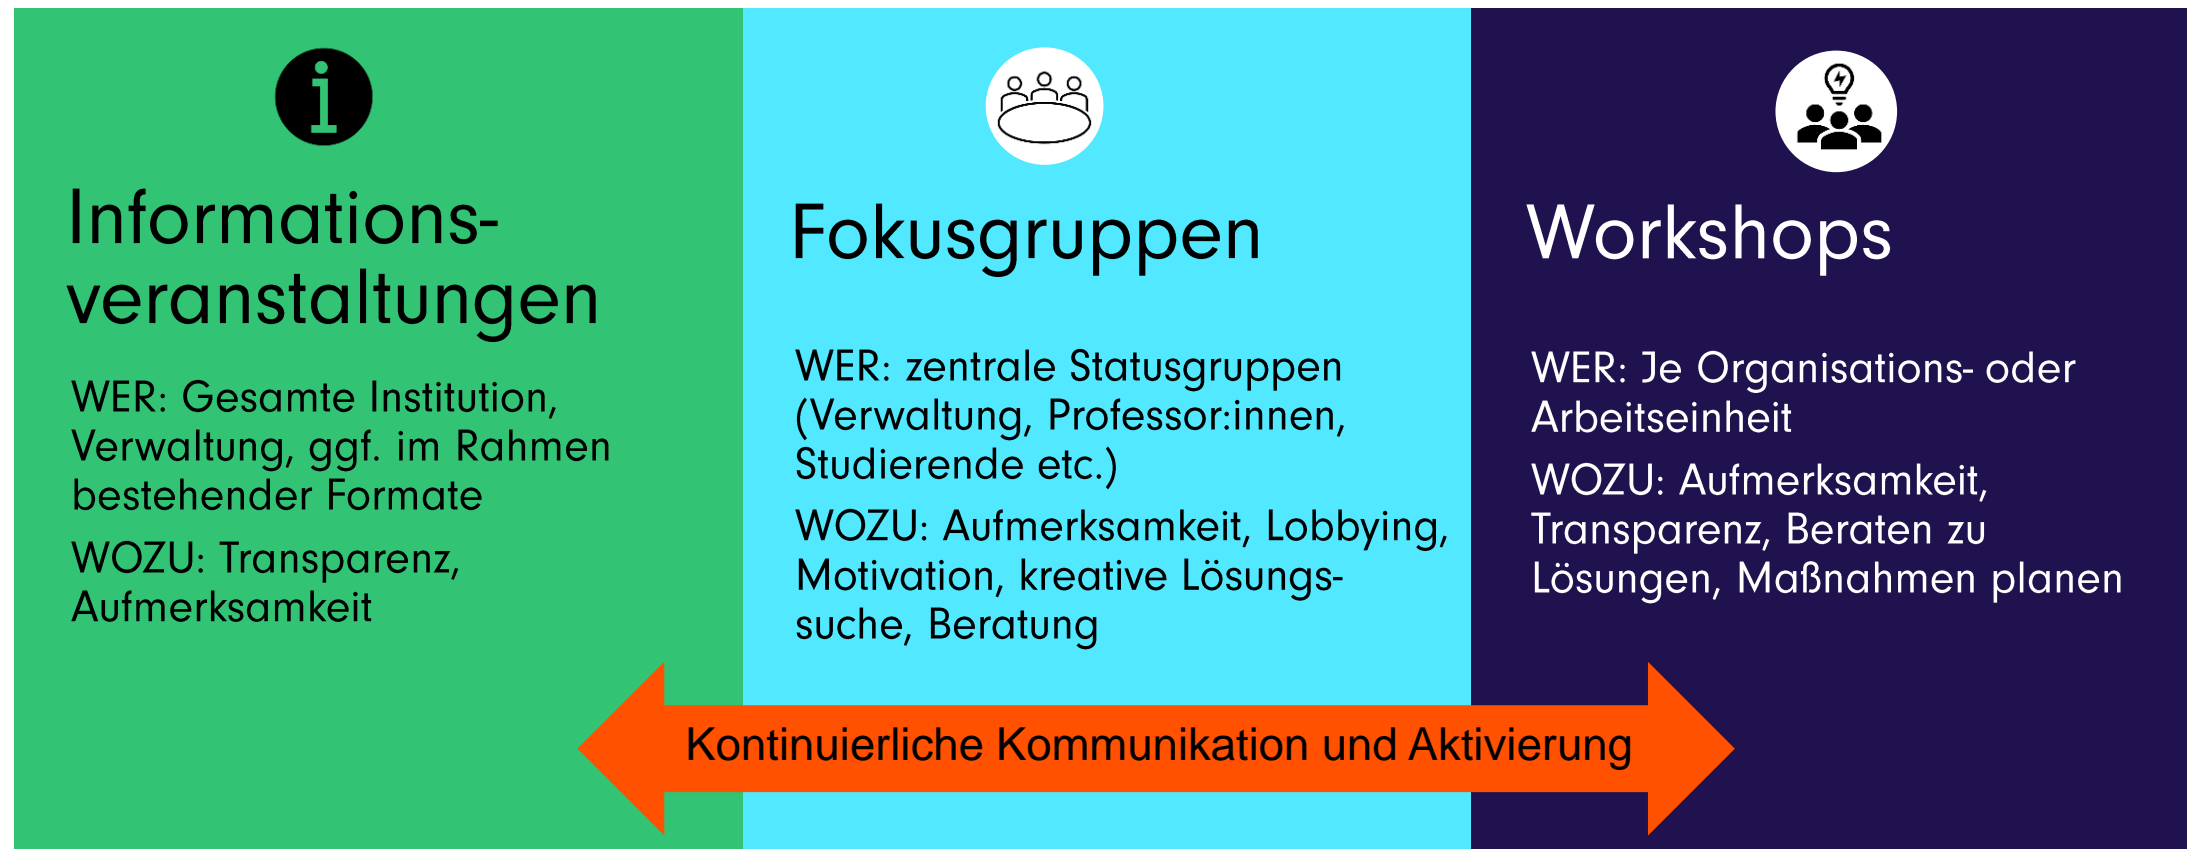 Informations-
veranstaltungen
WER: Gesamte Institution,
Verwaltung, ggf. im Rahmen
bestehender Formate
WOZU: Transparenz,
Aufmerksamkeit
Fokusgruppen
WER: zentrale Statusgruppen
(Verwaltung, Professor:innen,
Studierende etc.)
WOZU: Aufmerksamkeit, Lobbying,
Motivation, kreative Lösungs-
suche, Beratung
Workshops
WER: Je Organisations- oder
Arbeitseinheit
WOZU: Aufmerksamkeit,
Transparenz, Beraten zu
Lösungen, Maßnahmen planen
Kontinuierliche Kommunikation und Aktivierung